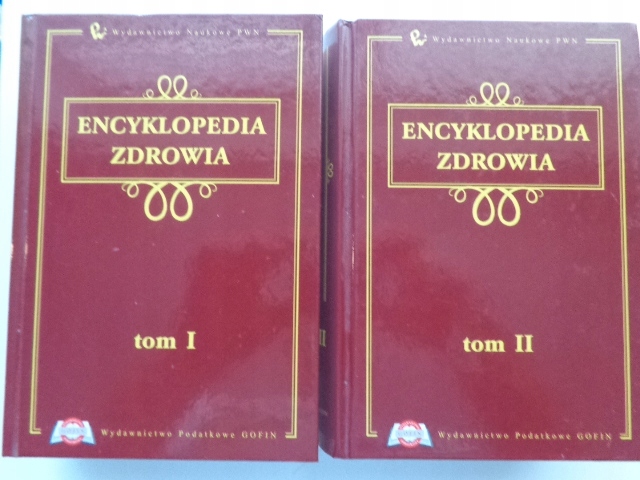 Wydawnictwo Naukowe PWN
ENCYKLOPEDIA
ZDROWIA
tom I
Wydawnictwo Podatkowe GOFIN
Wydawnictwo Naukowe PWN
ENCYKLOPEDIA
ZDROWIA
tom II
Wydawnictwo Podatkowe GOFIN
II